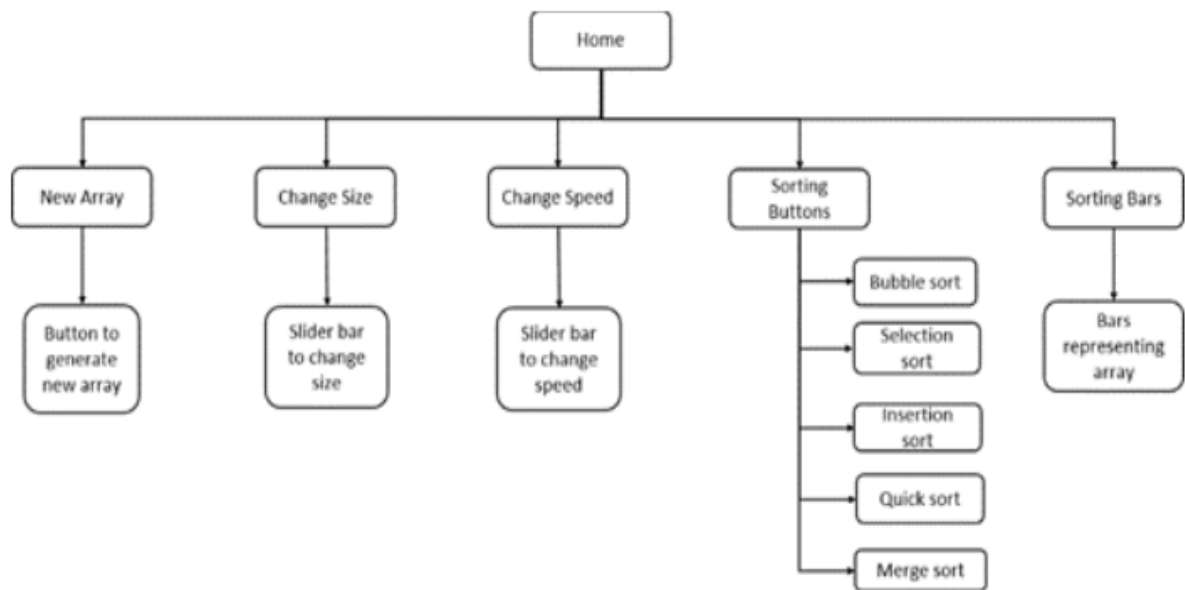 Home
New Array
Change Size
Change Speed
Sorting
Buttons
Sorting Bars
Button to
generate
new array
Slider bar
to change
size
Slider bar
to change
speed
Bubble sort
Selection
sort
Insertion
sort
Quick sort
Merge sort
Bars
representing
array